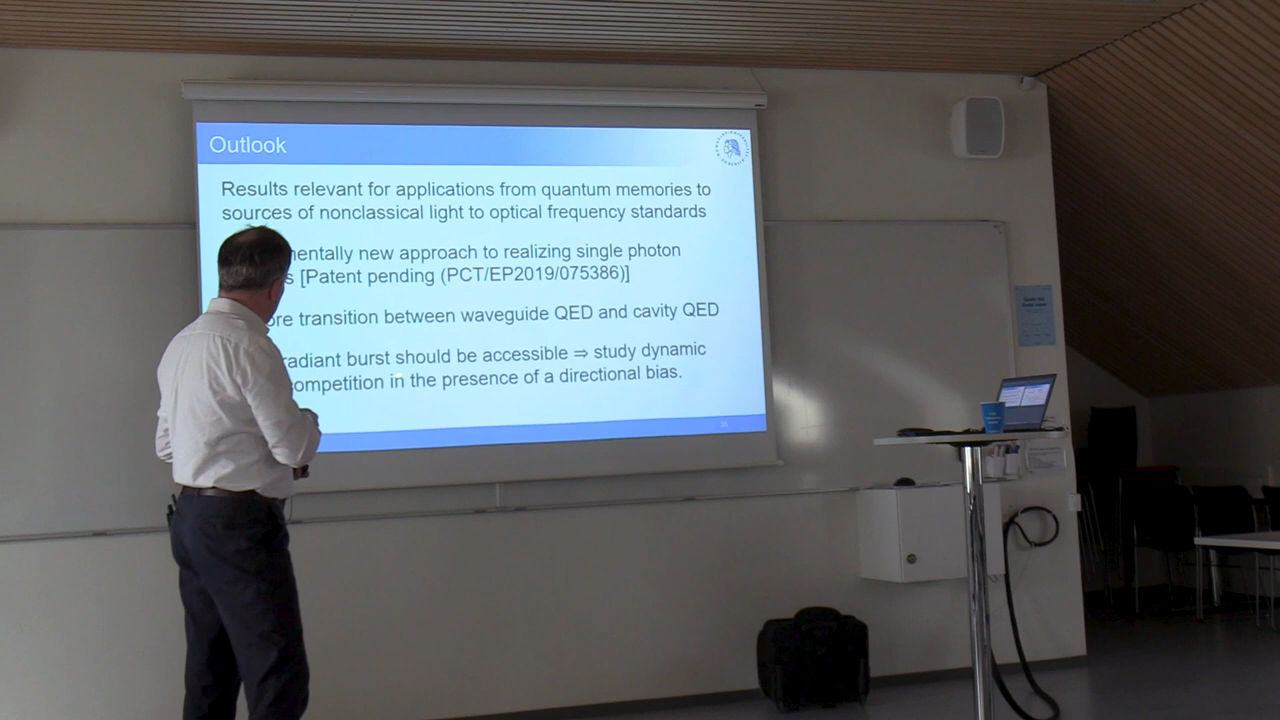 Outlook
Results relevant for applications from quantum memories to
sources of nonclassical light to optical frequency standards
mentally new approach to realizing single photon
s [Patent pending (PCT/EP2019/075386)]
ore transition between waveguide QED and cavity QED
radiant burst should be accessible ⇒ study dynamic
competition in the presence of a directional bias.